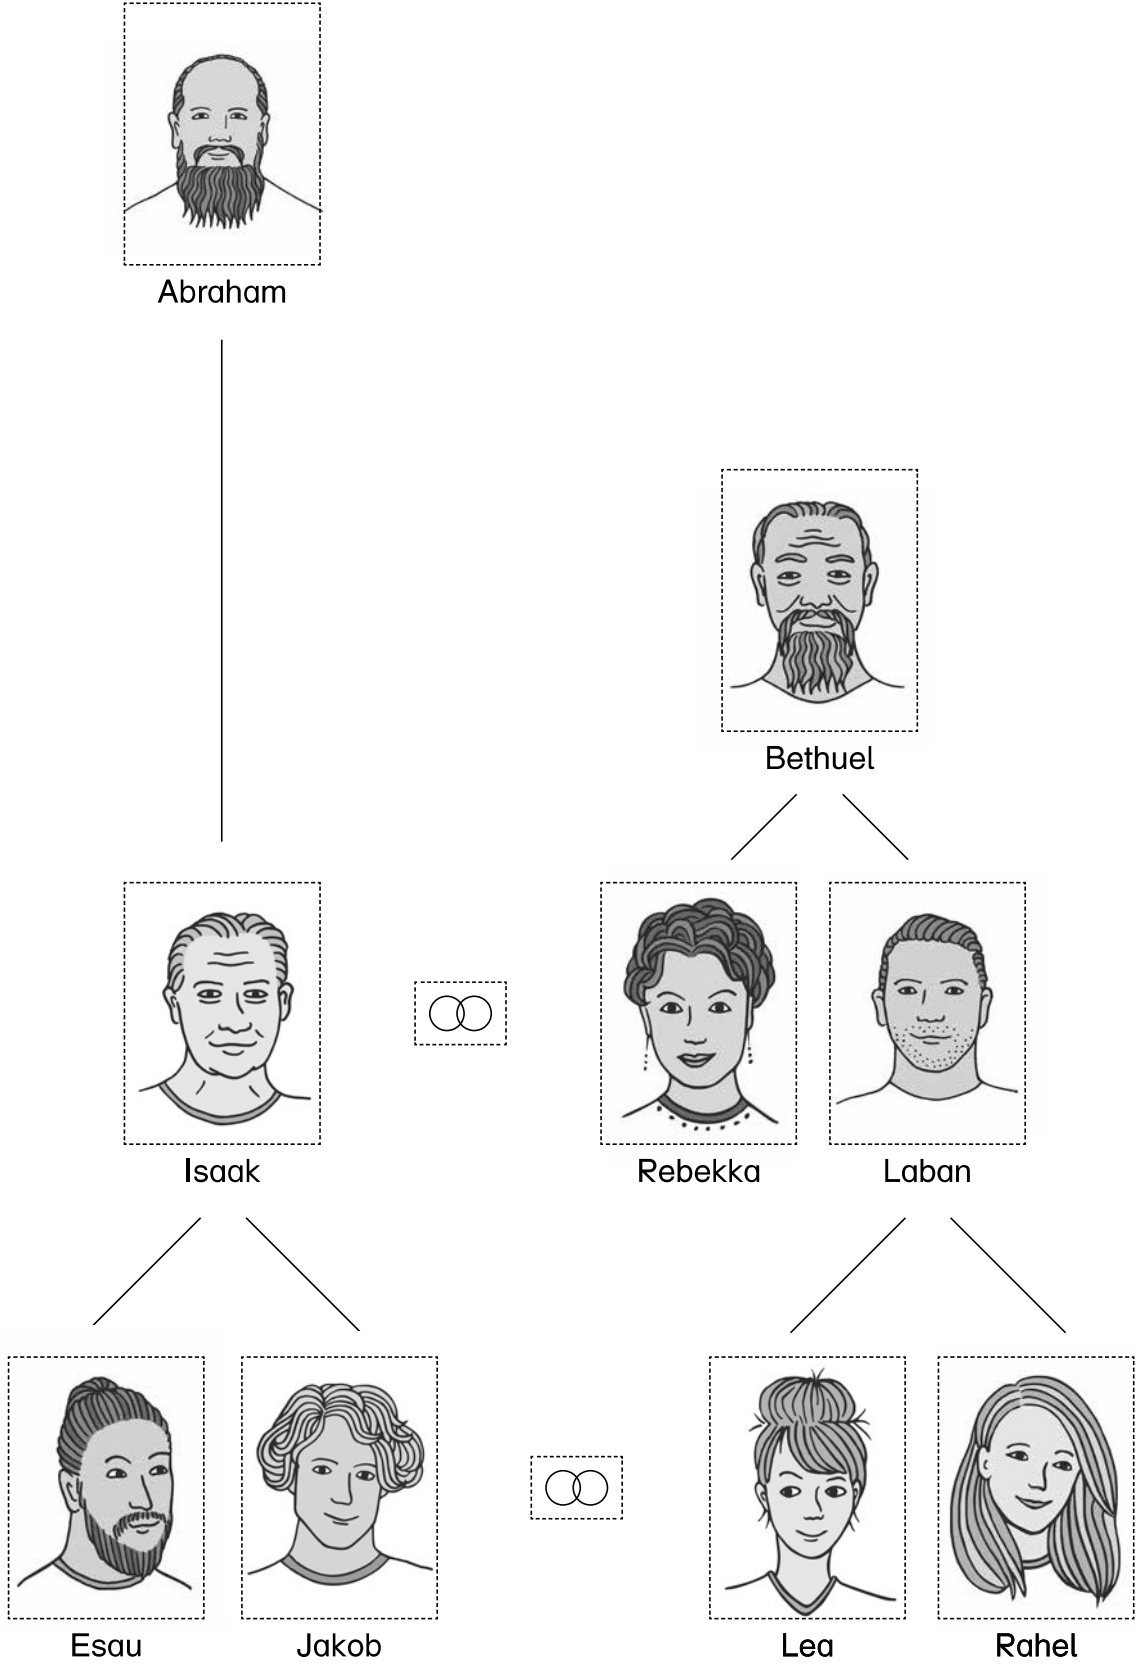 Abraham
Bethuel
Isaak
Rebekka
Laban
Esau
Jakob
Lea
Rahel